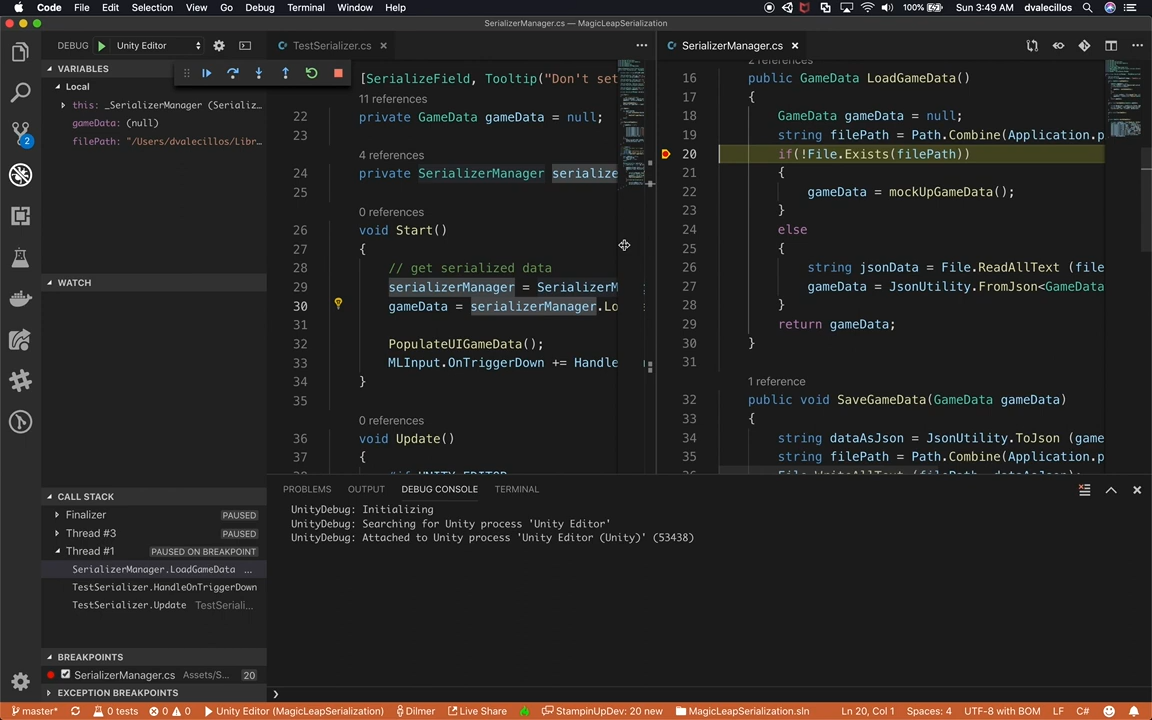 Code File Edit Selection View Go Debug Terminal Window Help 100% Sun 3:49 AM dvalecillos
SerializerManager.cs — MagicLeapSerialization
DEBUG Unity Editor
TestSerializer.cs
SerializerManager.cs
VARIABLES
Local
this: _SerializerManager (Serializ...
gameData: (null)
filePath: "/Users/dvalecillos/Libr...
WATCH
CALL STACK
Finalizer PAUSED
Thread #3 PAUSED
Thread #1 PAUSED ON BREAKPOINT
SerializerManager.LoadGameData ...
TestSerializer.HandleOnTriggerDown
TestSerializer.Update TestSeriali...
BREAKPOINTS
SerializerManager.cs Assets/S... 20
EXCEPTION BREAKPOINTS
[SerializeField, Tooltip("Don't set
11 references
22 private GameData gameData = null;
23
4 references
24 private SerializerManager serialize
25
0 references
26 void Start()
27 {
28 // get serialized data
29 serializerManager = SerializerM
30 gameData = serializerManager.Lo
31
32 PopulateUIGameData();
33 MLInput.OnTriggerDown += Handle
34 }
35
0 references
36 void Update()
37 {
#if UNITY_EDITOR
2 references
16 public GameData LoadGameData()
17 {
18 GameData gameData = null;
19 string filePath = Path.Combine(Application.p
20 if(!File.Exists(filePath))
21 {
22 gameData = mockUpGameData();
23 }
24 else
25 {
26 string jsonData = File.ReadAllText (file
27 gameData = JsonUtility.FromJson<GameData
28 }
29 return gameData;
30 }
31
1 reference
32 public void SaveGameData(GameData gameData)
33 {
34 string dataAsJson = JsonUtility.ToJson (game
35 string filePath = Path.Combine(Application.p
36 File.WriteAllText (filePath, dataAsJson);
PROBLEMS OUTPUT DEBUG CONSOLE TERMINAL
UnityDebug: Initializing
UnityDebug: Searching for Unity process 'Unity Editor'
UnityDebug: Attached to Unity process 'Unity Editor (Unity)' (53438)
2
master* 0 tests 0 0 Unity Editor (MagicLeapSerialization) Dilmer Live Share StampinUpDev: 20 new MagicLeapSerialization.sln Ln 20, Col 1 Spaces: 4 UTF-8 with BOM LF C#